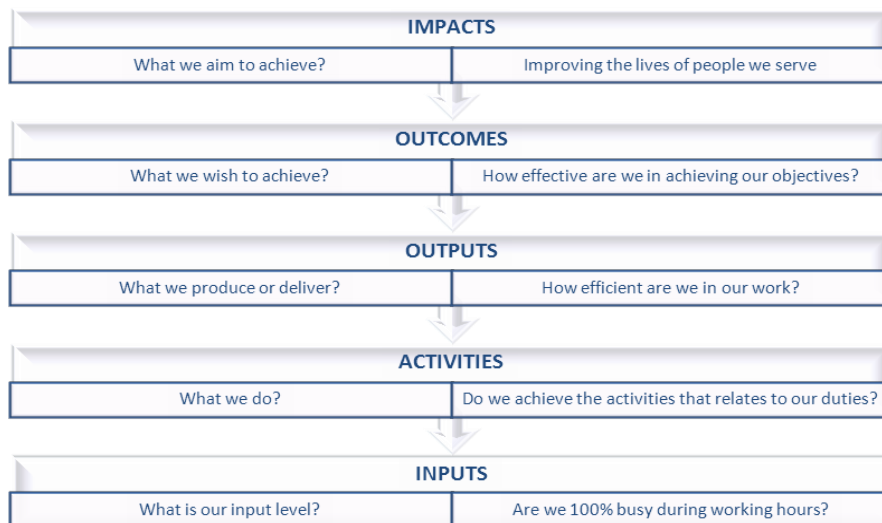 IMPACTS
What we aim to achieve?
Improving the lives of people we serve
OUTCOMES
What we wish to achieve?
How effective are we in achieving our objectives?
OUTPUTS
What we produce or deliver?
How efficient are we in our work?
ACTIVITIES
What we do?
Do we achieve the activities that relates to our duties?
INPUTS
What is our input level?
Are we 100% busy during working hours?